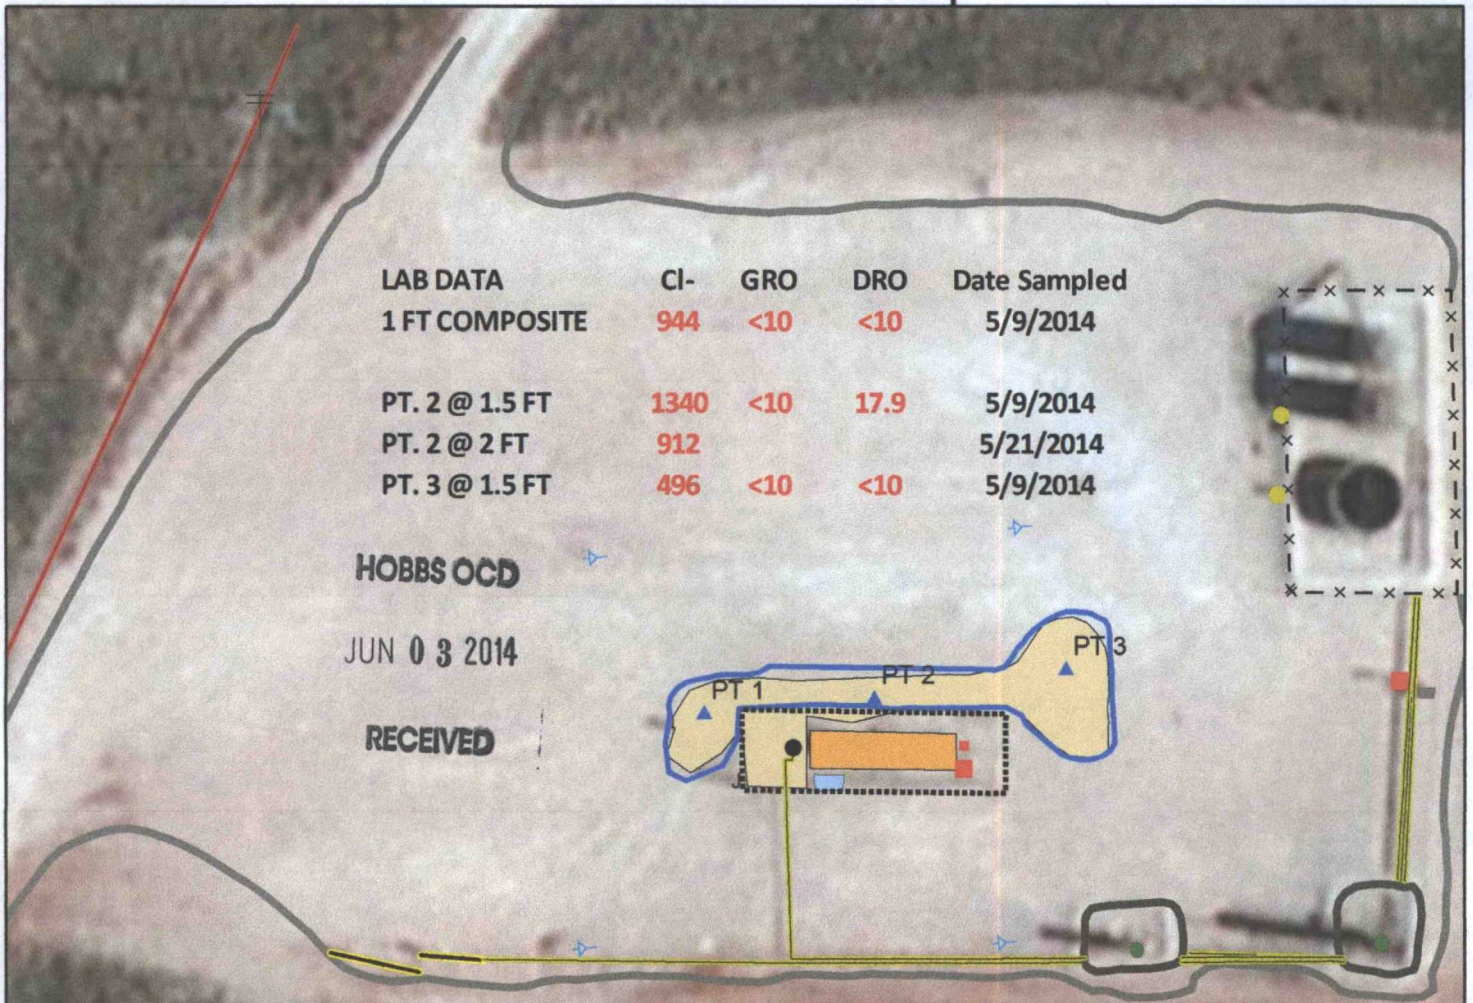 LAB DATA Cl- GRO DRO Date Sampled
1 FT COMPOSITE 944 <10 <10 5/9/2014
PT. 2 @ 1.5 FT 1340 <10 17.9 5/9/2014
PT. 2 @ 2 FT 912 5/21/2014
PT. 3 @ 1.5 FT 496 <10 <10 5/9/2014
HOBBS OCD
JUN 03 2014
RECEIVED
PT 3
PT 2
PT 1